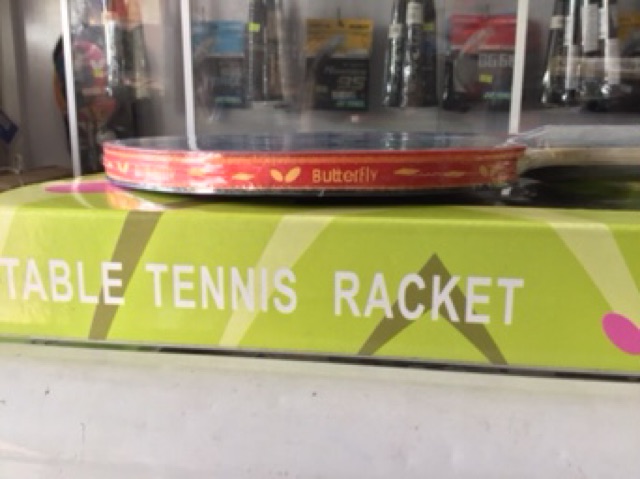 Butterfly
TABLE TENNIS RACKET